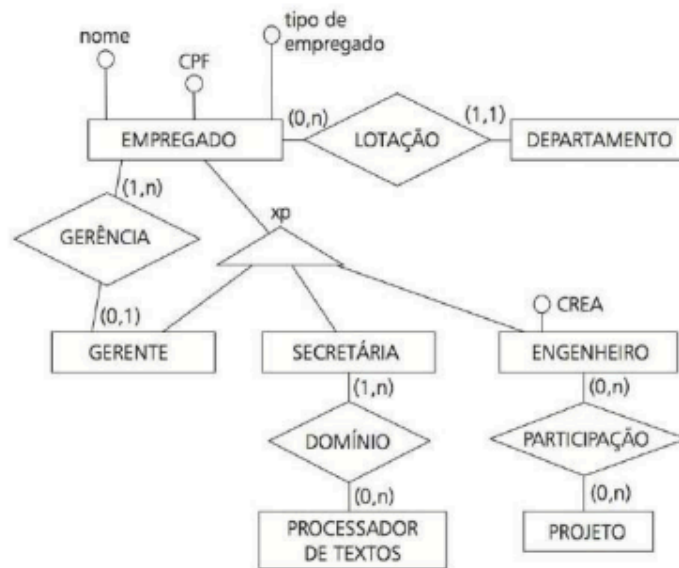 nome
CPF
tipo de
empregado
EMPREGADO
(0,n)
LOTAÇÃO
(1,1)
DEPARTAMENTO
(1,n)
GERÊNCIA
xp
(0,1)
GERENTE
SECRETÁRIA
CREA
ENGENHEIRO
(1,n)
DOMÍNIO
(0,n)
PROCESSADOR
DE TEXTOS
(0,n)
PARTICIPAÇÃO
(0,n)
PROJETO